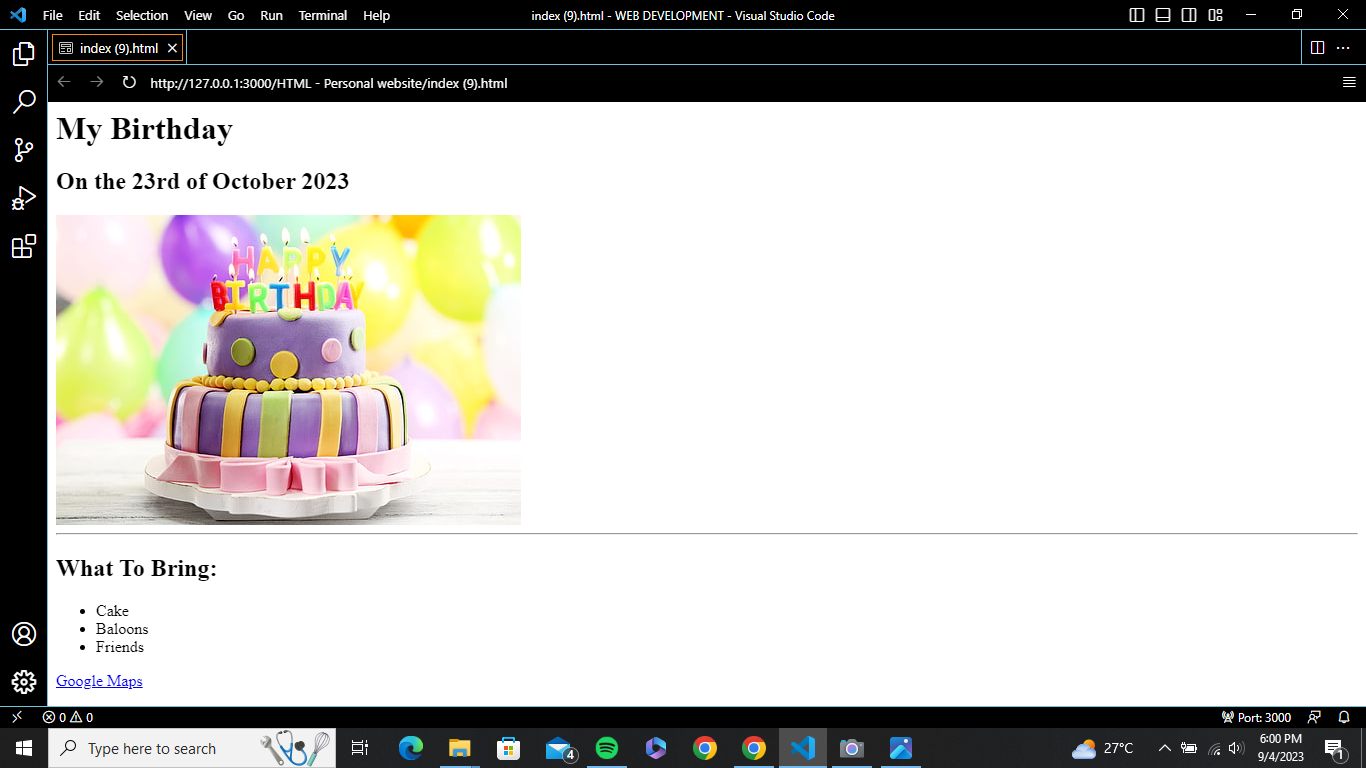 File Edit Selection View Go Run Terminal Help index (9).html - WEB DEVELOPMENT - Visual Studio Code
index (9).html
http://127.0.0.1:3000/HTML - Personal website/index (9).html
My Birthday
On the 23rd of October 2023
HAPPY
BIRTHDAY
What To Bring:
Cake
Baloons
Friends
Google Maps
0 0 Port: 3000
Type here to search 4 27°C 6:00 PM
9/4/2023 1